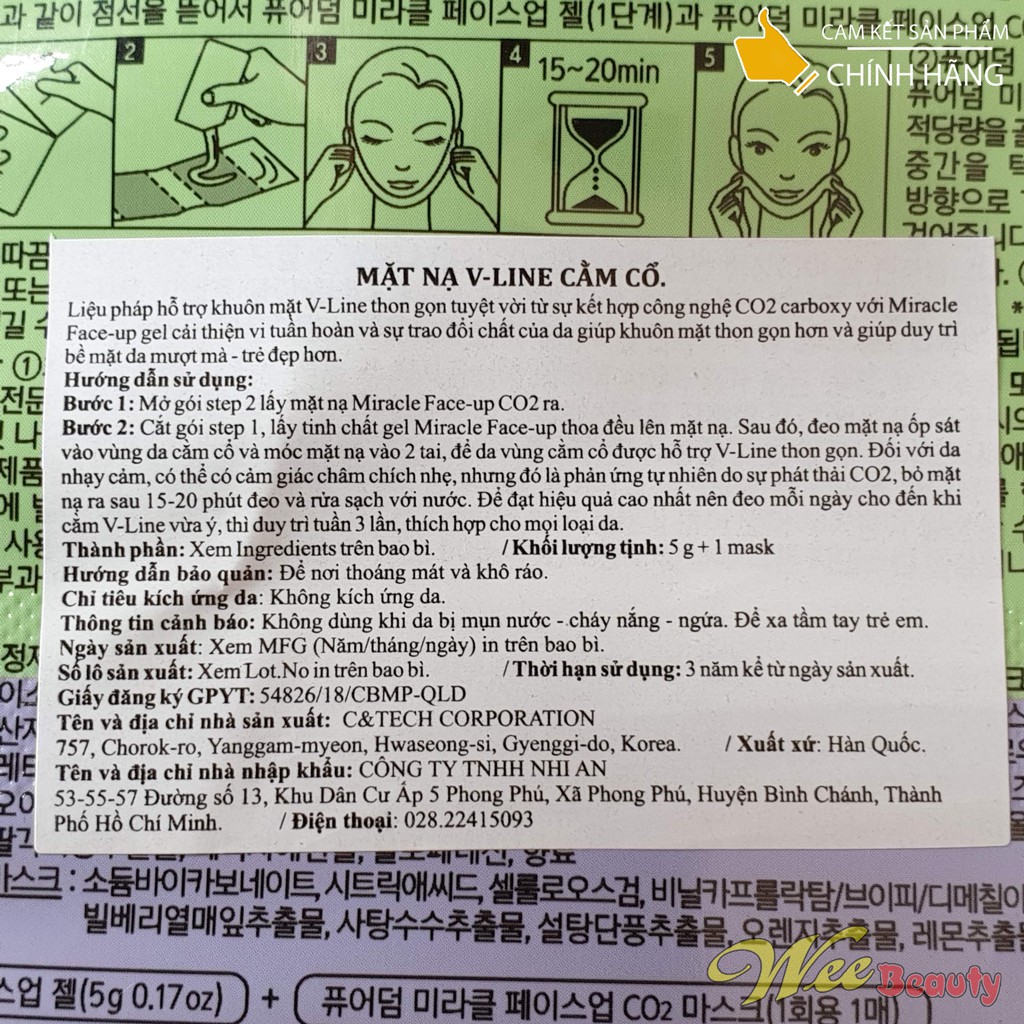 과 같이 점선을 뜯어서 퓨어덤 미라클 페이스업 젤(1단계)과 퓨어덤 미라클 페이스업
CAM KẾT SẢN PHẨM
CHÍNH HÃNG
2
3
4
15~20min
5
②퓨어덤
퓨어덤 미
적당량을
중간을
방향으로
MẶT NẠ V-LINE CẰM CỔ.
Liệu pháp hỗ trợ khuôn mặt V-Line thon gọn tuyệt vời từ sự kết hợp công nghệ CO2 carboxy với Miracle
Face-up gel cải thiện vi tuần hoàn và sự trao đổi chất của da giúp khuôn mặt thon gọn hơn và giúp duy trì
bề mặt da mượt mà - trẻ đẹp hơn.
Hướng dẫn sử dụng:
Bước 1: Mở gói step 2 lấy mặt nạ Miracle Face-up CO2 ra.
Bước 2: Cắt gói step 1, lấy tinh chất gel Miracle Face-up thoa đều lên mặt nạ. Sau đó, đeo mặt nạ ốp sát
vào vùng da cằm cổ và móc mặt nạ vào 2 tai, để da vùng cằm cổ được hỗ trợ V-Line thon gọn. Đối với da
nhạy cảm, có thể có cảm giác châm chích nhẹ, nhưng đó là phản ứng tự nhiên do sự phát thải CO2, bỏ mặt
nạ ra sau 15-20 phút đeo và rửa sạch với nước. Để đạt hiệu quả cao nhất nên đeo mỗi ngày cho đến khi
cằm V-Line vừa ý, thì duy trì tuần 3 lần, thích hợp cho mọi loại da.
Thành phần: Xem Ingredients trên bao bì. / Khối lượng tịnh: 5 g + 1 mask
Hướng dẫn bảo quản: Để nơi thoáng mát và khô ráo.
Chỉ tiêu kích ứng da: Không kích ứng da.
Thông tin cảnh báo: Không dùng khi da bị mụn nước - cháy nắng - ngứa. Để xa tầm tay trẻ em.
Ngày sản xuất: Xem MFG (Năm/tháng/ngày) in trên bao bì.
Số lô sản xuất: Xem Lot.No in trên bao bì. / Thời hạn sử dụng: 3 năm kể từ ngày sản xuất.
Giấy đăng ký GPYT: 54826/18/CBMP-QLD
Tên và địa chỉ nhà sản xuất: C&TECH CORPORATION
757, Chorok-ro, Yanggam-myeon, Hwaseong-si, Gyenggi-do, Korea. / Xuất xứ: Hàn Quốc.
Tên và địa chỉ nhà nhập khẩu: CÔNG TY TNHH NHI AN
53-55-57 Đường số 13, Khu Dân Cư Ấp 5 Phong Phú, Xã Phong Phú, Huyện Bình Chánh, Thành
Phố Hồ Chí Minh. / Điện thoại: 028.22415093
마스크 : 소듐바이카보네이트, 시트릭애씨드, 셀룰로오스검, 비닐카프롤락탐/브이피/디메칠아
빌베리열매잎추출물, 사탕수수추출물, 설탕단풍추출물, 오렌지추출물, 레몬추출물
스업 젤(5g 0.17oz) + 퓨어덤 미라클 페이스업 CO2 마스크(1회용 1매)
Wee Beauty